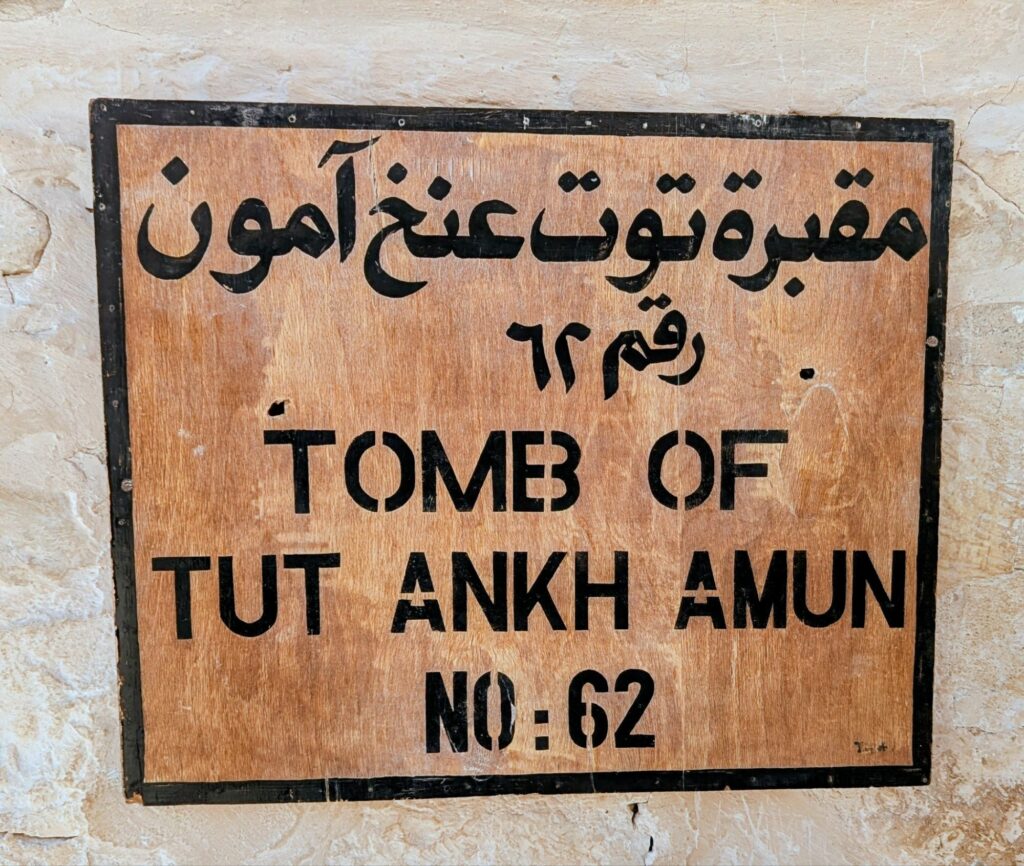 مقبرة توت عنخ آمون
رقم ٦٢
TOMB OF
TUT ANKH AMUN
NO: 62